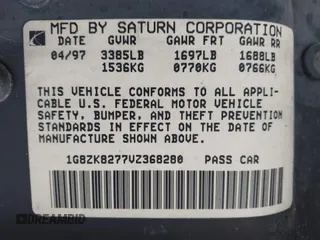 MFD BY SATURN CORPORATION
DATE GVWR GAWR FRT GAWR RR
04/97 3385LB 1697LB 1688LB
1536KG 0770KG 0766KG
THIS VEHICLE CONFORMS TO ALL APPLI-
CABLE U.S. FEDERAL MOTOR VEHICLE
SAFETY, BUMPER, AND THEFT PREVENTION
STANDARDS IN EFFECT ON THE DATE OF
MANUFACTURE SHOWN ABOVE.
1G8ZK8277VZ368280 PASS CAR
DREAMBID